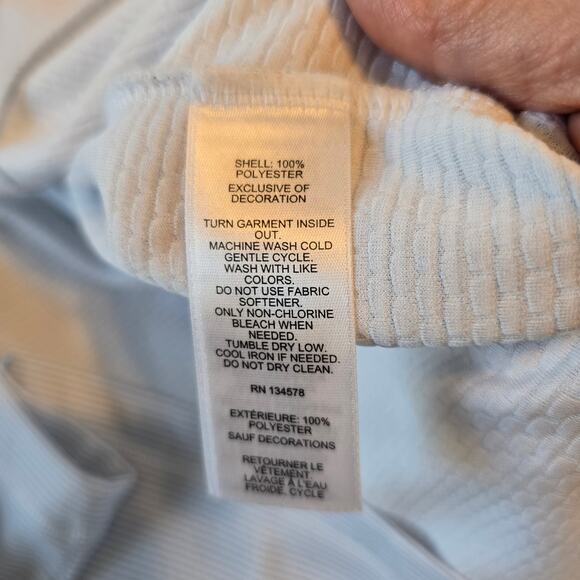 SHELL: 100%
POLYESTER
EXCLUSIVE OF
DECORATION
TURN GARMENT INSIDE
OUT.
MACHINE WASH COLD
GENTLE CYCLE.
WASH WITH LIKE
COLORS.
DO NOT USE FABRIC
SOFTENER.
ONLY NON-CHLORINE
BLEACH WHEN
NEEDED.
TUMBLE DRY LOW.
COOL IRON IF NEEDED.
DO NOT DRY CLEAN.
RN 134578
EXTÉRIEURE: 100%
POLYESTER
SAUF DECORATIONS
RETOURNER LE
VÊTEMENT.
LAVAGE À L'EAU
FROIDE. CYCLE